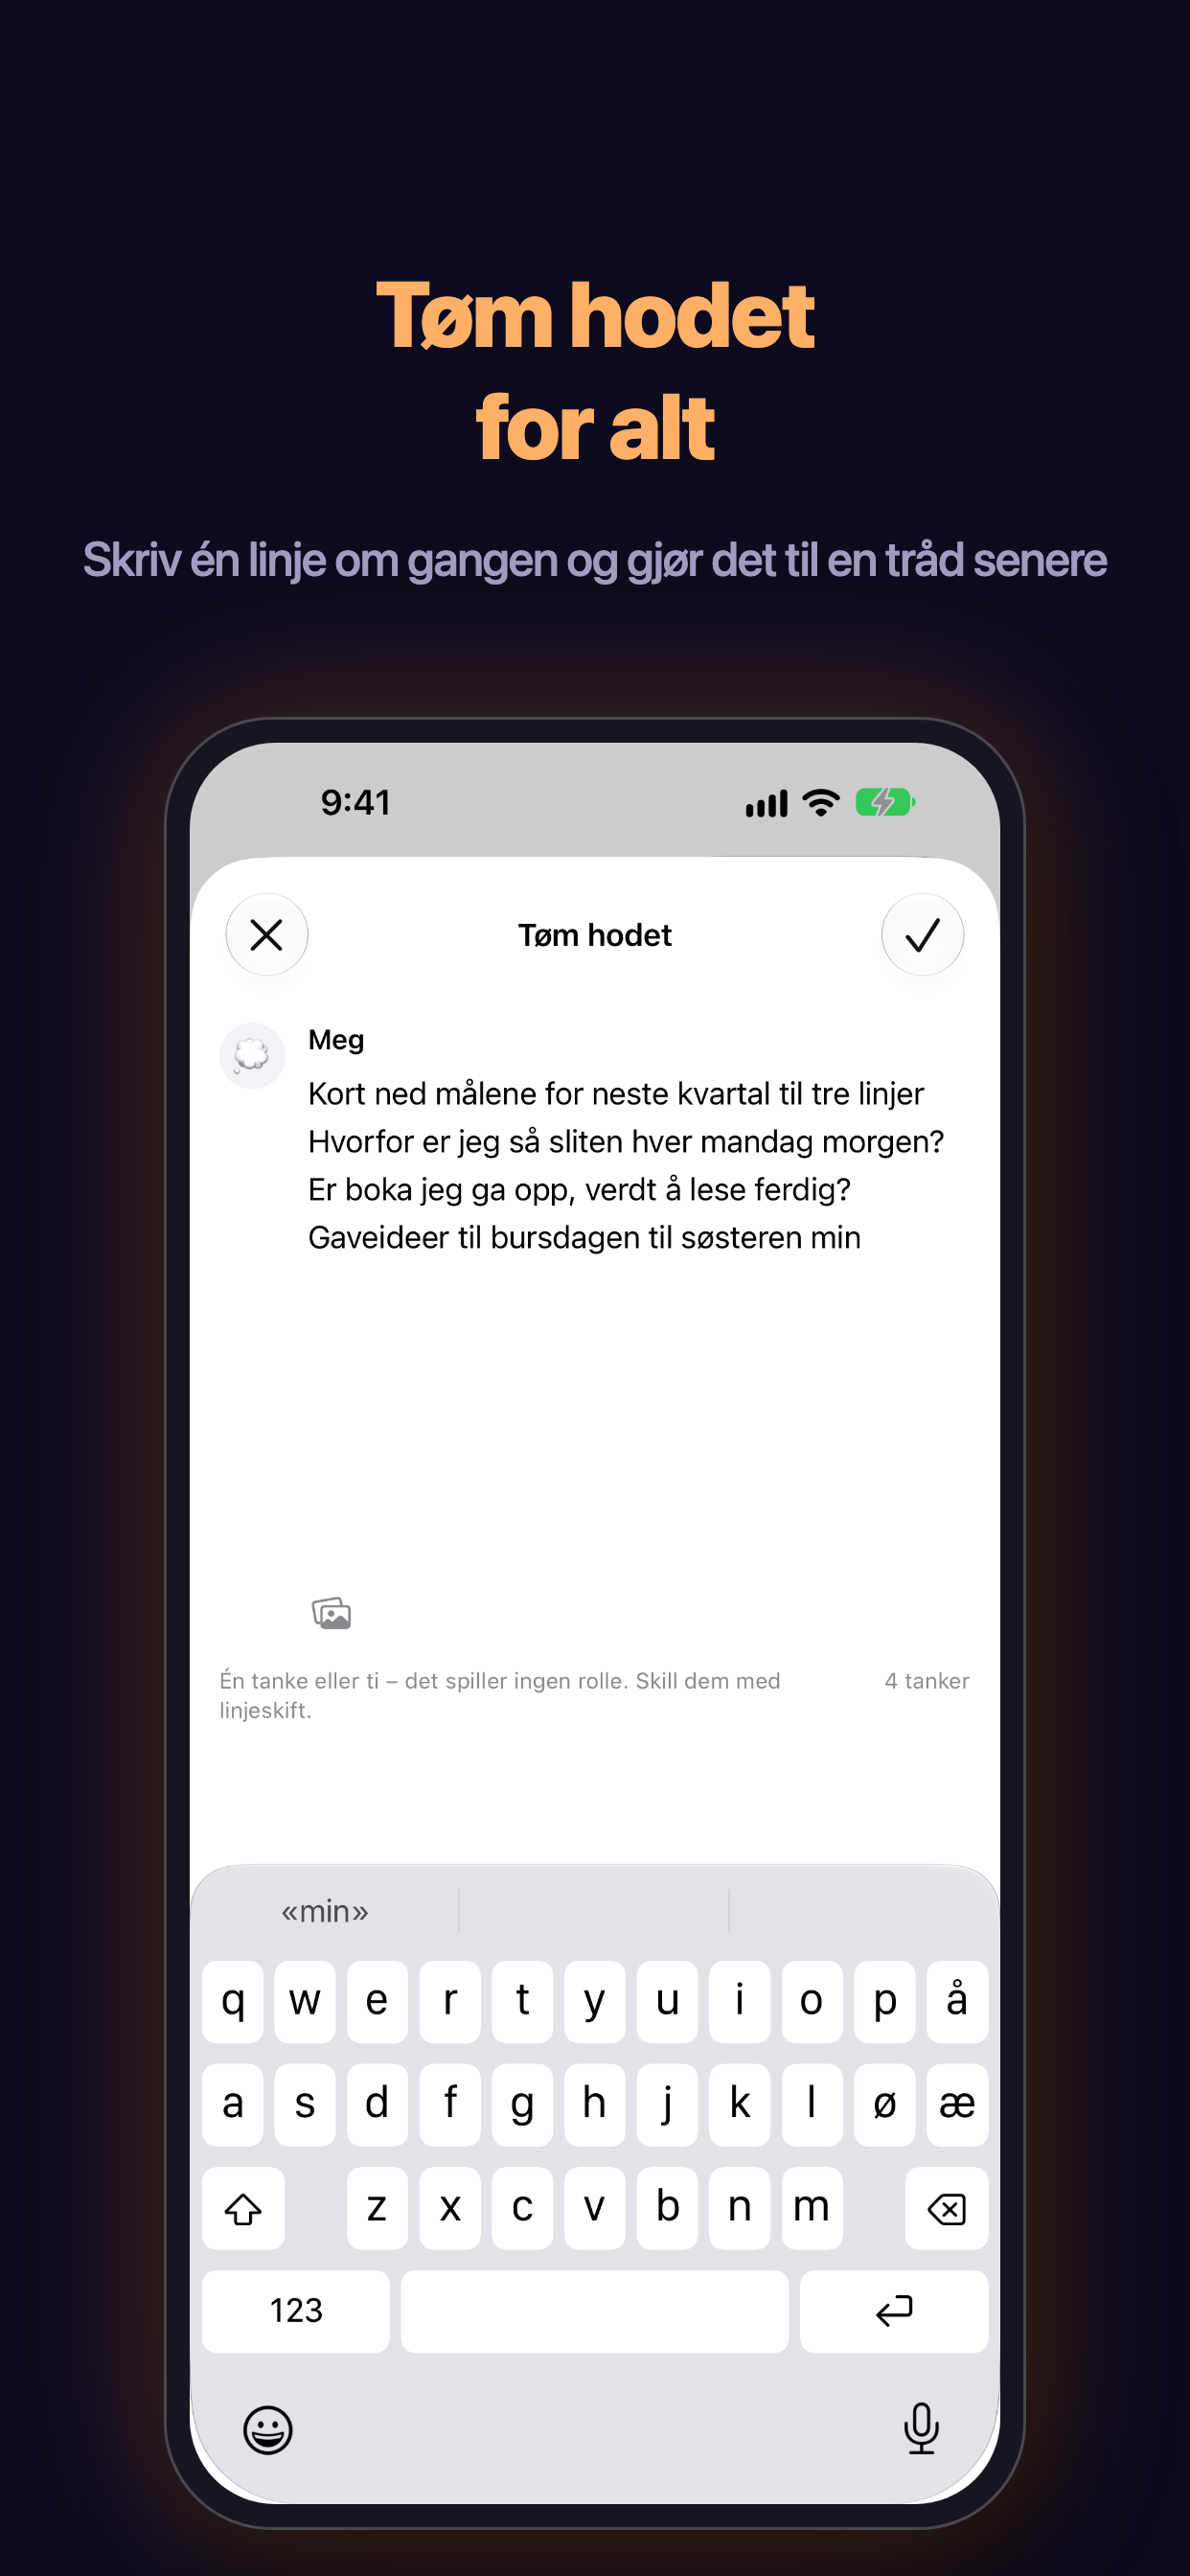 Tøm hodet
for alt
Skriv én linje om gangen og gjør det til en tråd senere
9:41
Tøm hodet
Meg
Kort ned målene for neste kvartal til tre linjer
Hvorfor er jeg så sliten hver mandag morgen?
Er boka jeg ga opp, verdt å lese ferdig?
Gaveideer til bursdagen til søsteren min
Én tanke eller ti – det spiller ingen rolle. Skill dem med
linjeskift.
4 tanker
«min»
q w e r t y u i o p å
a s d f g h j k l ø æ
z x c v b n m
123